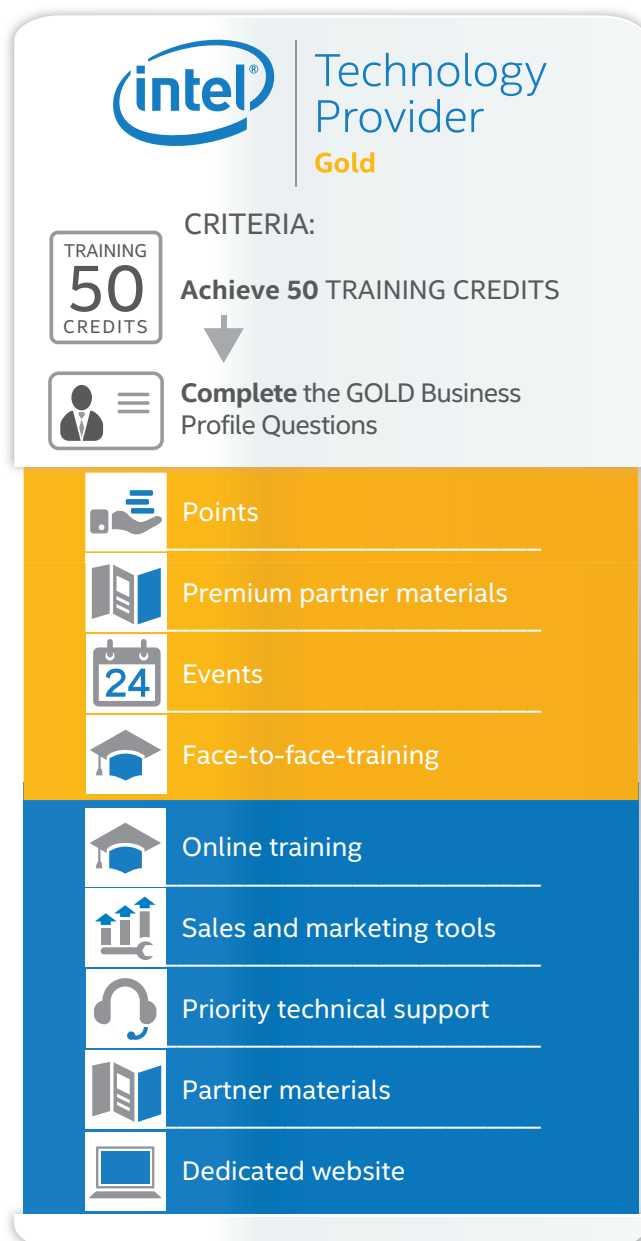 intel®
Technology
Provider
Gold
CRITERIA:
TRAINING
50
CREDITS
Achieve 50 TRAINING CREDITS
Complete the GOLD Business
Profile Questions
Points
Premium partner materials
24
Events
Face-to-face-training
Online training
Sales and marketing tools
Priority technical support
Partner materials
Dedicated website